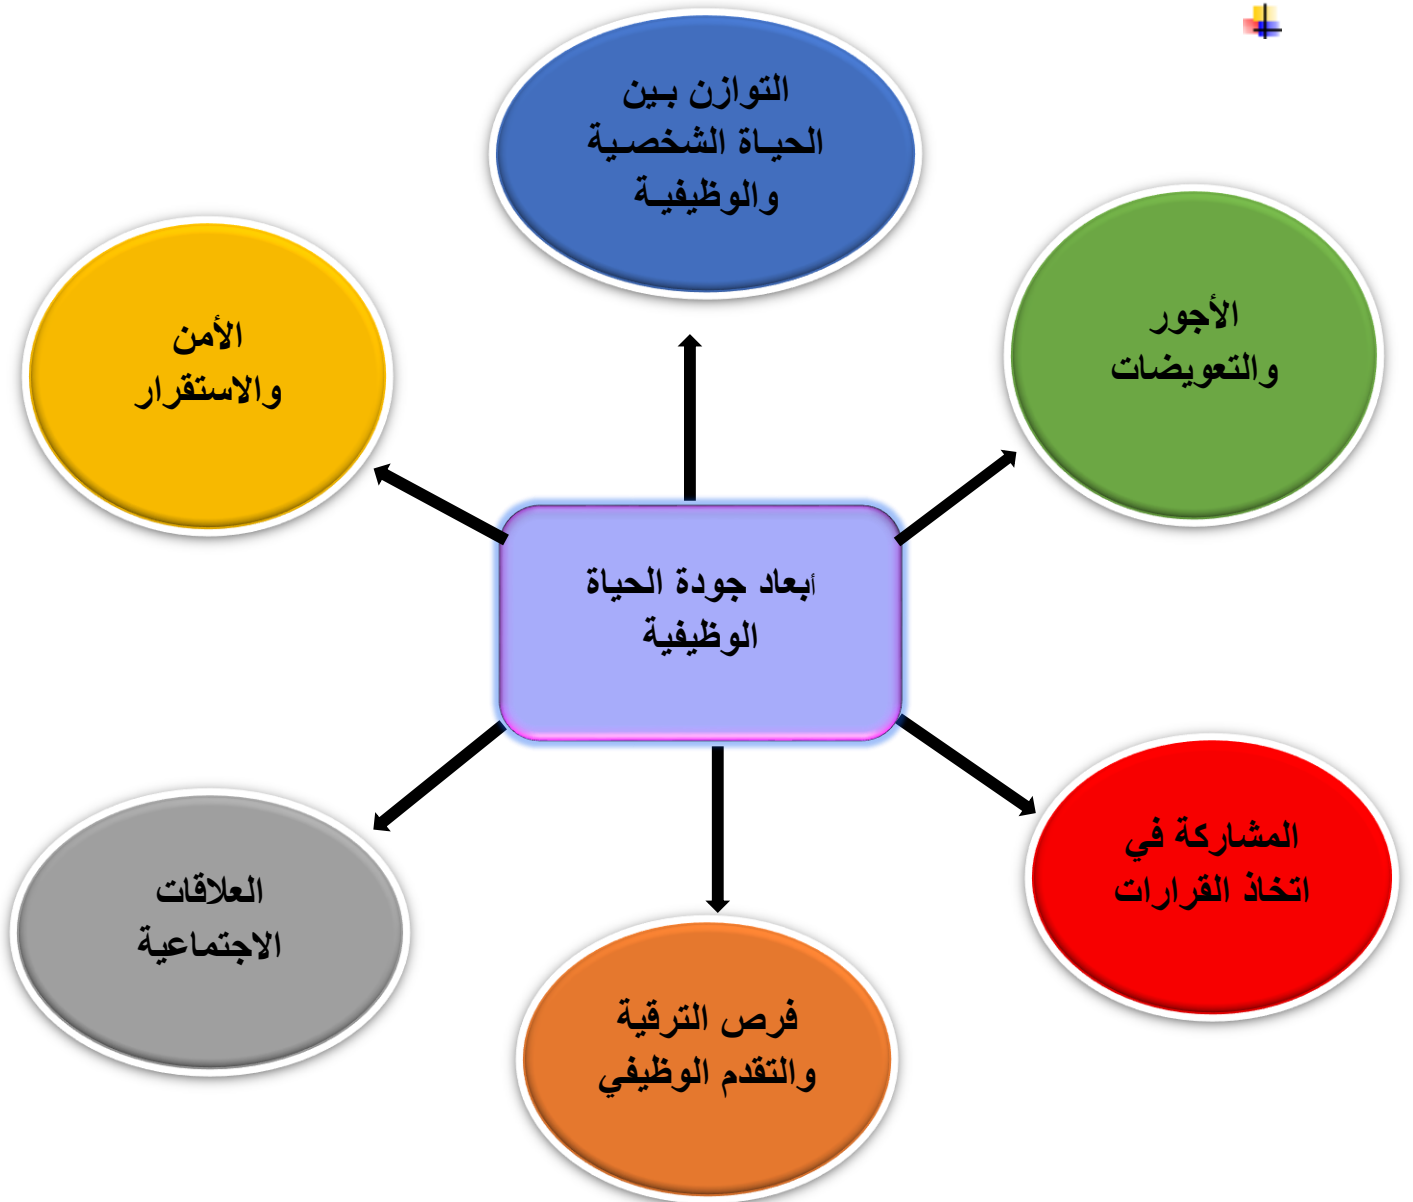 التوازن بين
الحياة الشخصية
والوظيفية
الأجور
والتعويضات
الأمن
والاستقرار
أبعاد جودة الحياة
الوظيفية
المشاركة في
اتخاذ القرارات
العلاقات
الاجتماعية
فرص الترقية
والتقدم الوظيفي